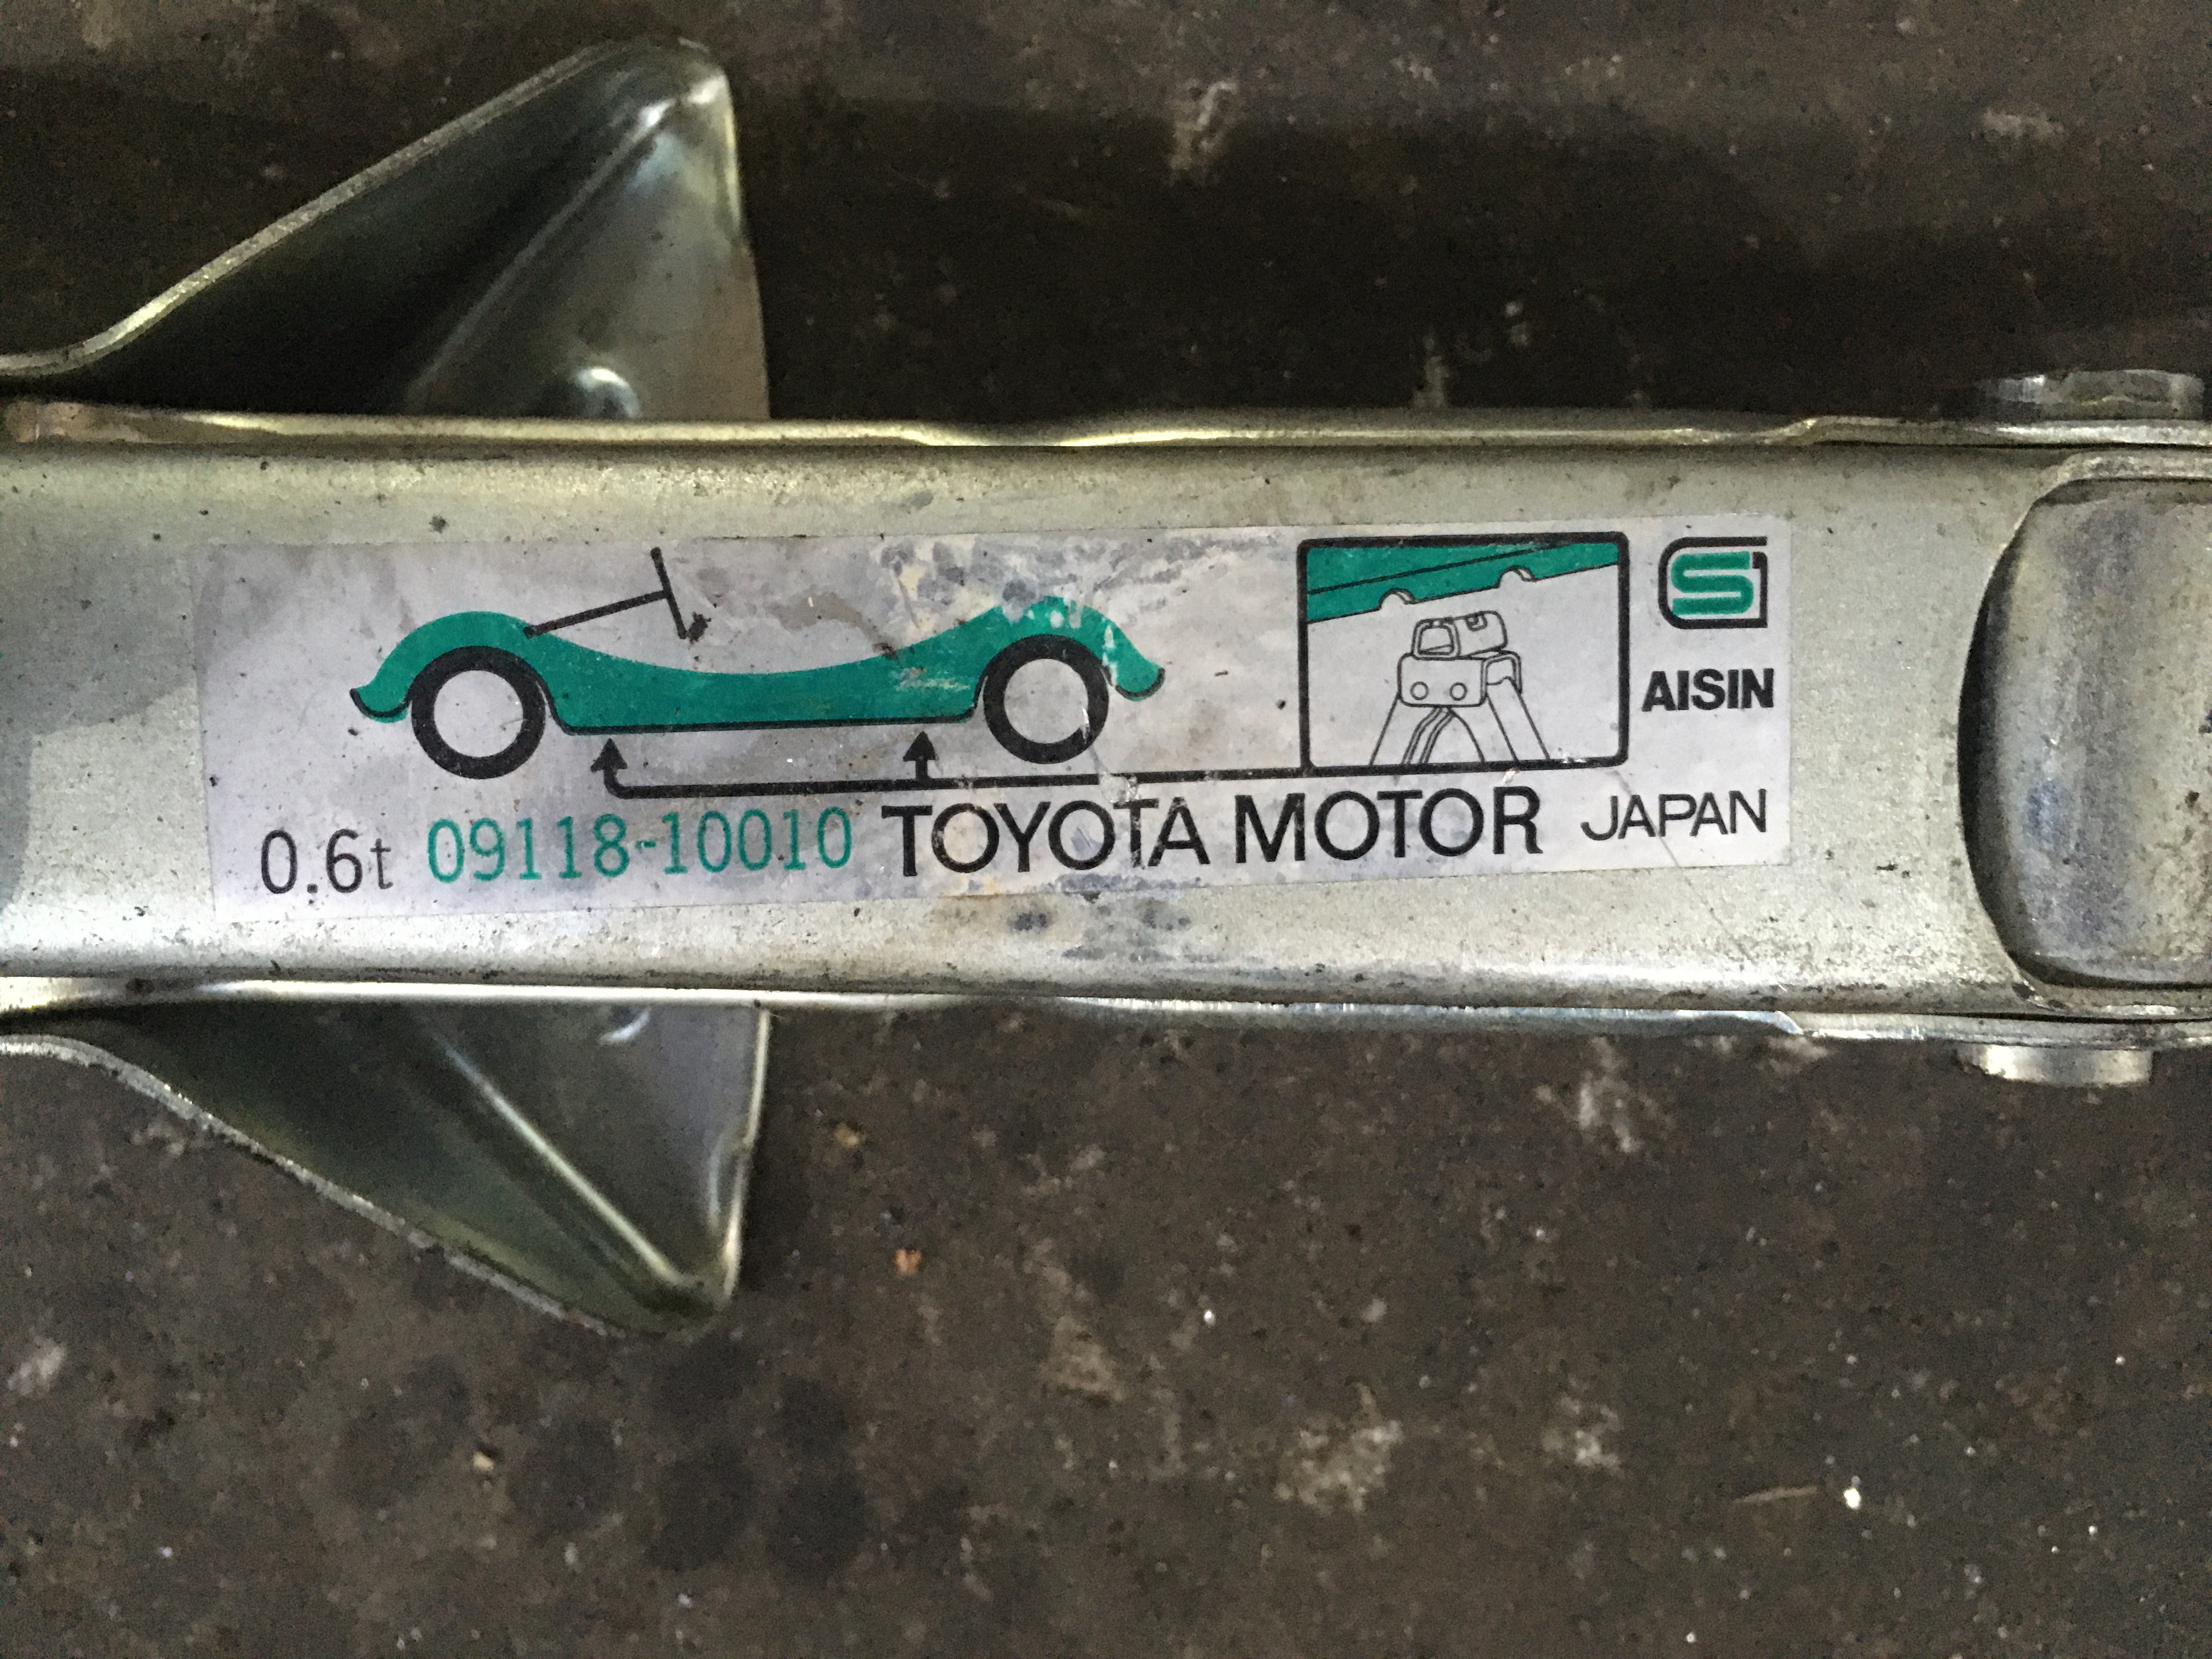 S
AISIN
0.6t 09118-10010 TOYOTA MOTOR JAPAN